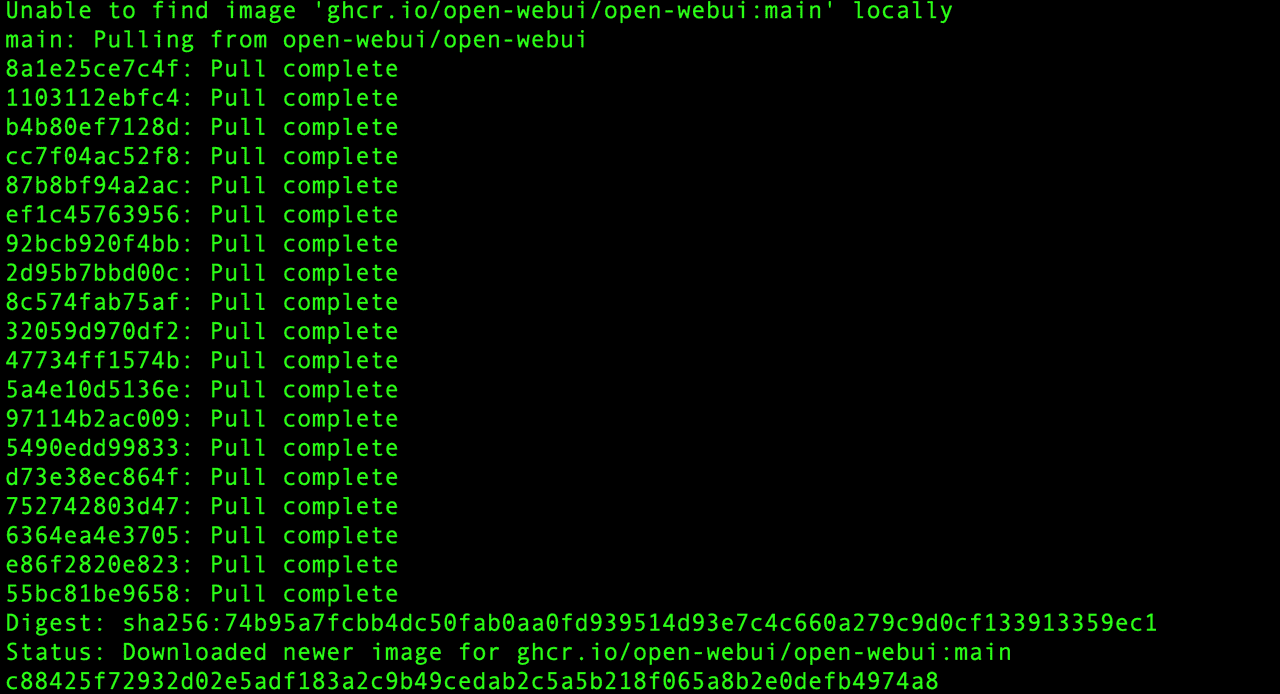 Unable to find image 'ghcr.io/open-webui/open-webui:main' locally
main: Pulling from open-webui/open-webui
8a1e25ce7c4f: Pull complete
1103112ebfc4: Pull complete
b4b80ef7128d: Pull complete
cc7f04ac52f8: Pull complete
87b8bf94a2ac: Pull complete
ef1c45763956: Pull complete
92bcb920f4bb: Pull complete
2d95b7bbd00c: Pull complete
8c574fab75af: Pull complete
32059d970df2: Pull complete
47734ff1574b: Pull complete
5a4e10d5136e: Pull complete
97114b2ac009: Pull complete
5490edd99833: Pull complete
d73e38ec864f: Pull complete
752742803d47: Pull complete
6364ea4e3705: Pull complete
e86f2820e823: Pull complete
55bc81be9658: Pull complete
Digest: sha256:74b95a7fcbb4dc50fab0aa0fd939514d93e7c4c660a279c9d0cf133913359ec1
Status: Downloaded newer image for ghcr.io/open-webui/open-webui:main
c88425f72932d02e5adf183a2c9b49cedab2c5a5b218f065a8b2e0defb4974a8